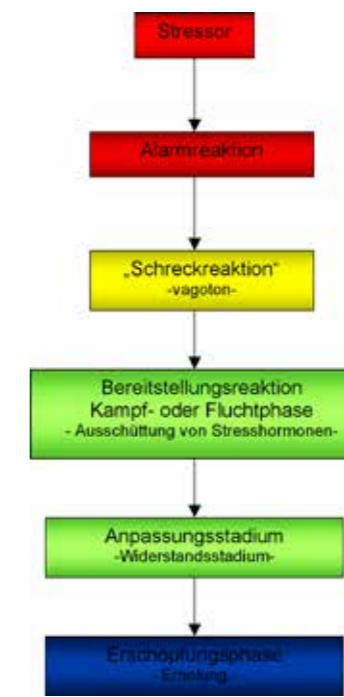 Stressor
Alarmreaktion
„Schreckreaktion“
-vagoton-
Bereitstellungsreaktion
Kampf- oder Fluchtphase
- Ausschüttung von Stresshormonen-
Anpassungsstadium
-Widerstandsstadium-
Erschöpfungsphase
- Erholung